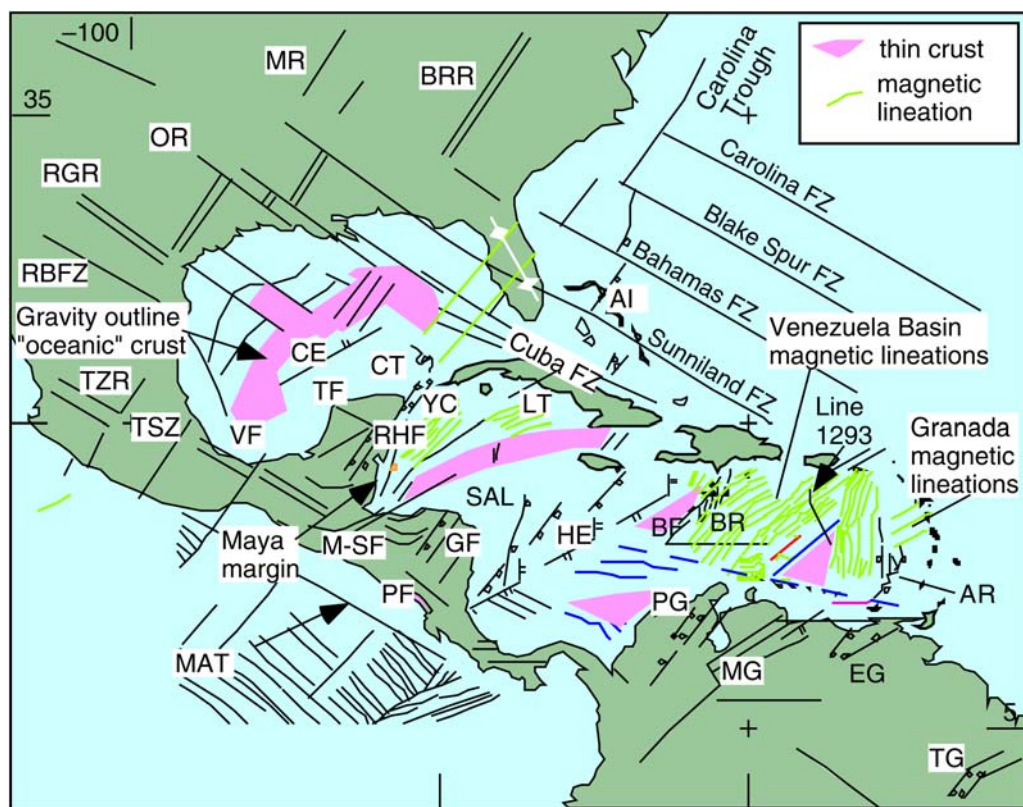 –100
thin crust
magnetic
lineation
Carolina
Trough
MR
BRR
35
OR
Carolina FZ
RGR
Blake Spur FZ
RBFZ
Bahamas FZ
AI
Gravity outline
"oceanic" crust
Venezuela Basin
magnetic lineations
Sunniland FZ
CE
CT
Cuba FZ
TZR
TF
Line
1293
TSZ
VF
YC
LT
RHF
Granada
magnetic
lineations
SAL
BF
BR
HE
Maya
margin
M-SF
GF
PF
PG
AR
MAT
MG
EG
5
TG